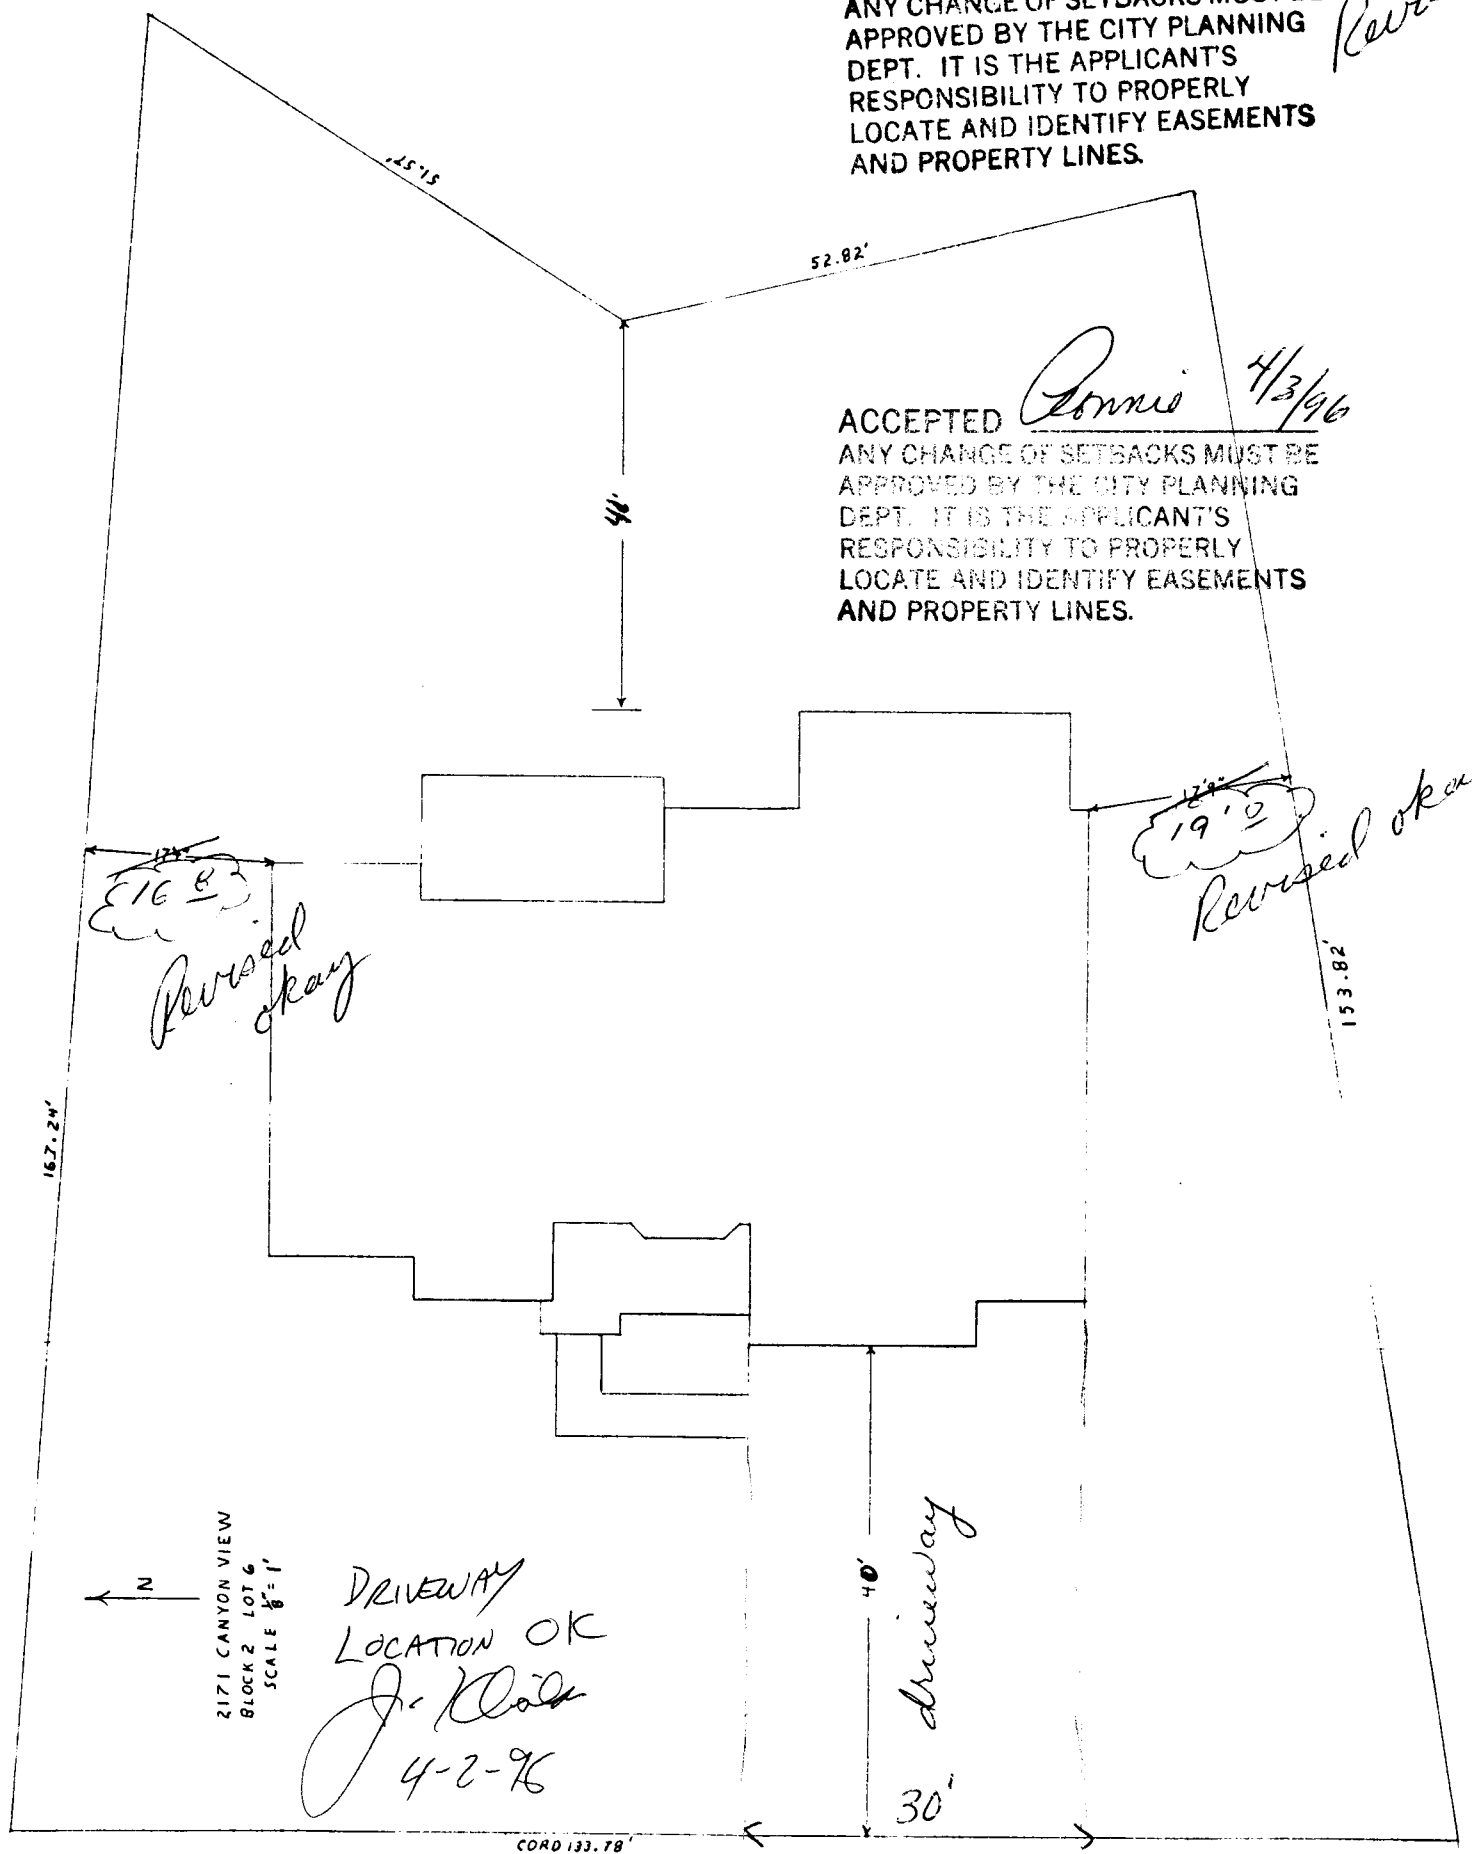 ANY CHANGE OF SETBACKS MUST BE
APPROVED BY THE CITY PLANNING
DEPT. IT IS THE APPLICANT'S
RESPONSIBILITY TO PROPERLY
LOCATE AND IDENTIFY EASEMENTS
AND PROPERTY LINES.
51.57'
52.82'
ACCEPTED Ronnie 4/3/96
ANY CHANGE OF SETBACKS MUST BE
APPROVED BY THE CITY PLANNING
DEPT. IT IS THE APPLICANT'S
RESPONSIBILITY TO PROPERLY
LOCATE AND IDENTIFY EASEMENTS
AND PROPERTY LINES.
19' 0
Revised
16 8
Revised
okay
153.82'
167.24'
N
2171 CANYON VIEW
BLOCK 2 LOT 6
SCALE 1/8" = 1'
DRIVEWAY
LOCATION OK
4-2-96
40'
driveway
30'
CORD 133.78'